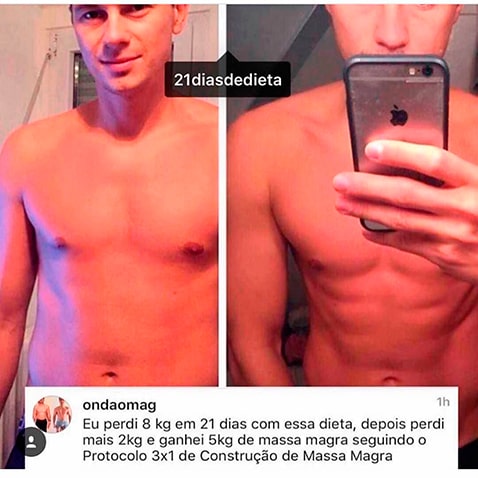 21diasdedieta
ondaomag
1h
Eu perdi 8 kg em 21 dias com essa dieta, depois perdi
mais 2kg e ganhei 5kg de massa magra seguindo o
Protocolo 3x1 de Construção de Massa Magra